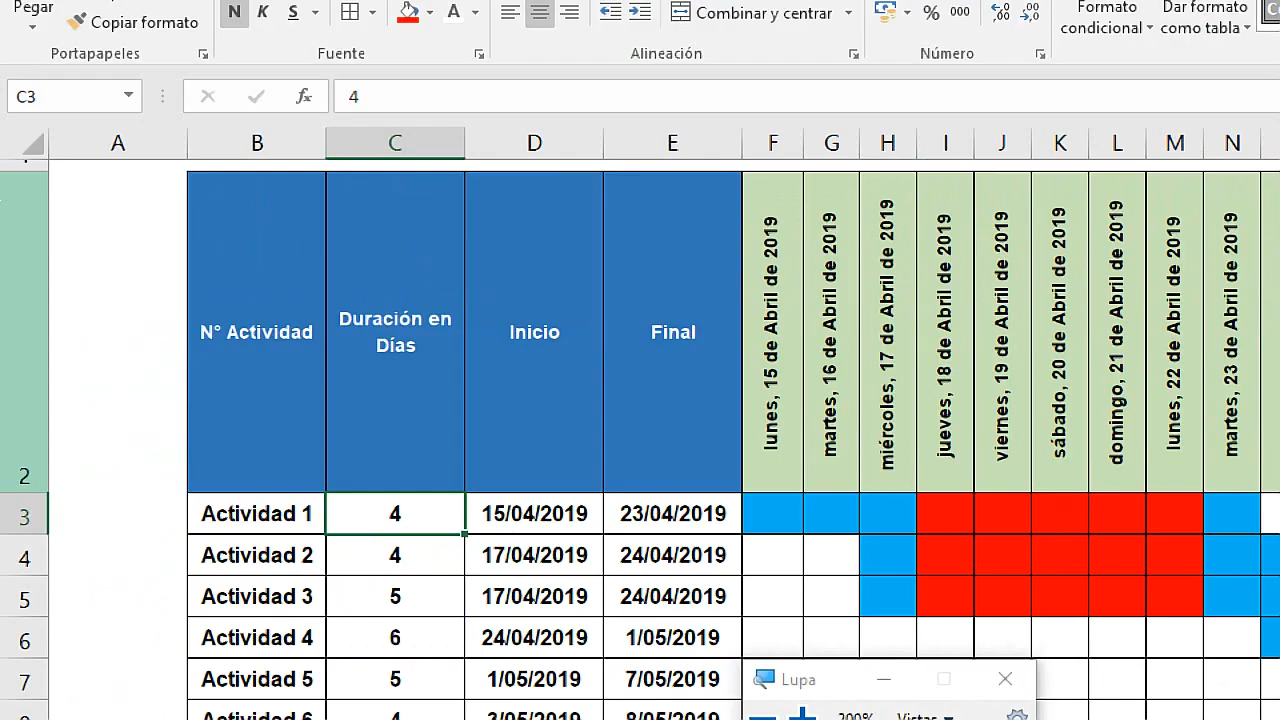 Pegar
Copiar formato
N K S
A
Combinar y centrar
% 000
Formato condicional
Dar formato como tabla
Portapapeles
Fuente
Alineación
Número
C3
fx
4
A B C D E F G H I J K L M N
2
N° Actividad
Duración en
Días
Inicio
Final
lunes, 15 de Abril de 2019
martes, 16 de Abril de 2019
miércoles, 17 de Abril de 2019
jueves, 18 de Abril de 2019
viernes, 19 de Abril de 2019
sábado, 20 de Abril de 2019
domingo, 21 de Abril de 2019
lunes, 22 de Abril de 2019
martes, 23 de Abril de 2019
3 Actividad 1 4 15/04/2019 23/04/2019
4 Actividad 2 4 17/04/2019 24/04/2019
5 Actividad 3 5 17/04/2019 24/04/2019
6 Actividad 4 6 24/04/2019 1/05/2019
7 Actividad 5 5 1/05/2019 7/05/2019
Actividad 6 4 3/05/2019 8/05/2019
Lupa
200% Vistas